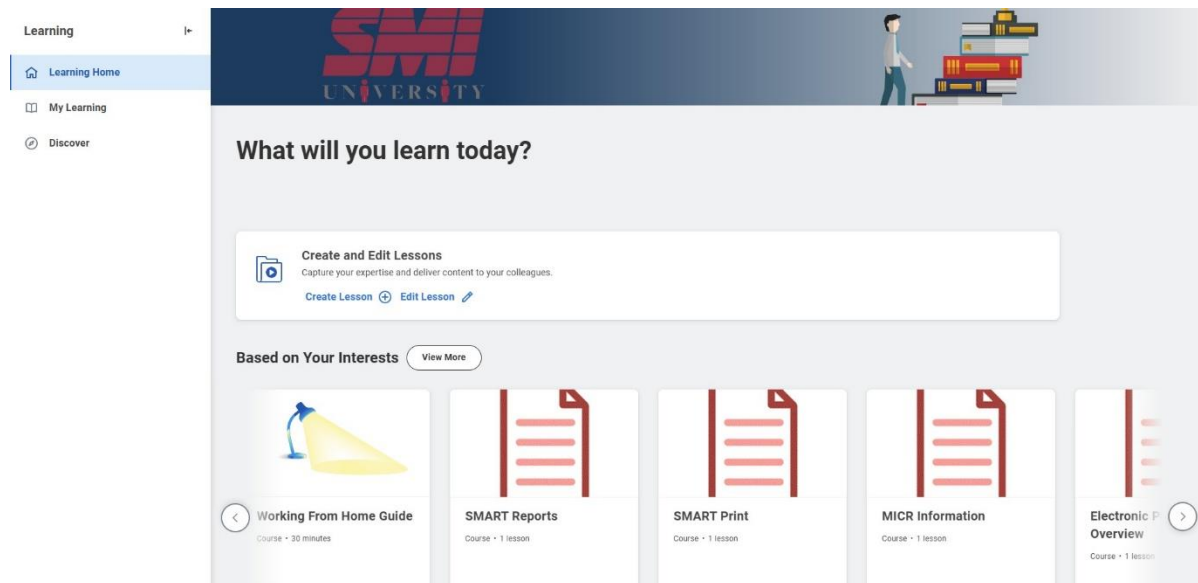 Learning
Learning Home
My Learning
Discover
SMI
UNIVERSITY
What will you learn today?
Create and Edit Lessons
Capture your expertise and deliver content to your colleagues.
Create Lesson Edit Lesson
Based on Your Interests View More
Working From Home Guide
Course • 30 minutes
SMART Reports
Course • 1 lesson
SMART Print
Course • 1 lesson
MICR Information
Course • 1 lesson
Electronic
Overview
Course • 1 lesson